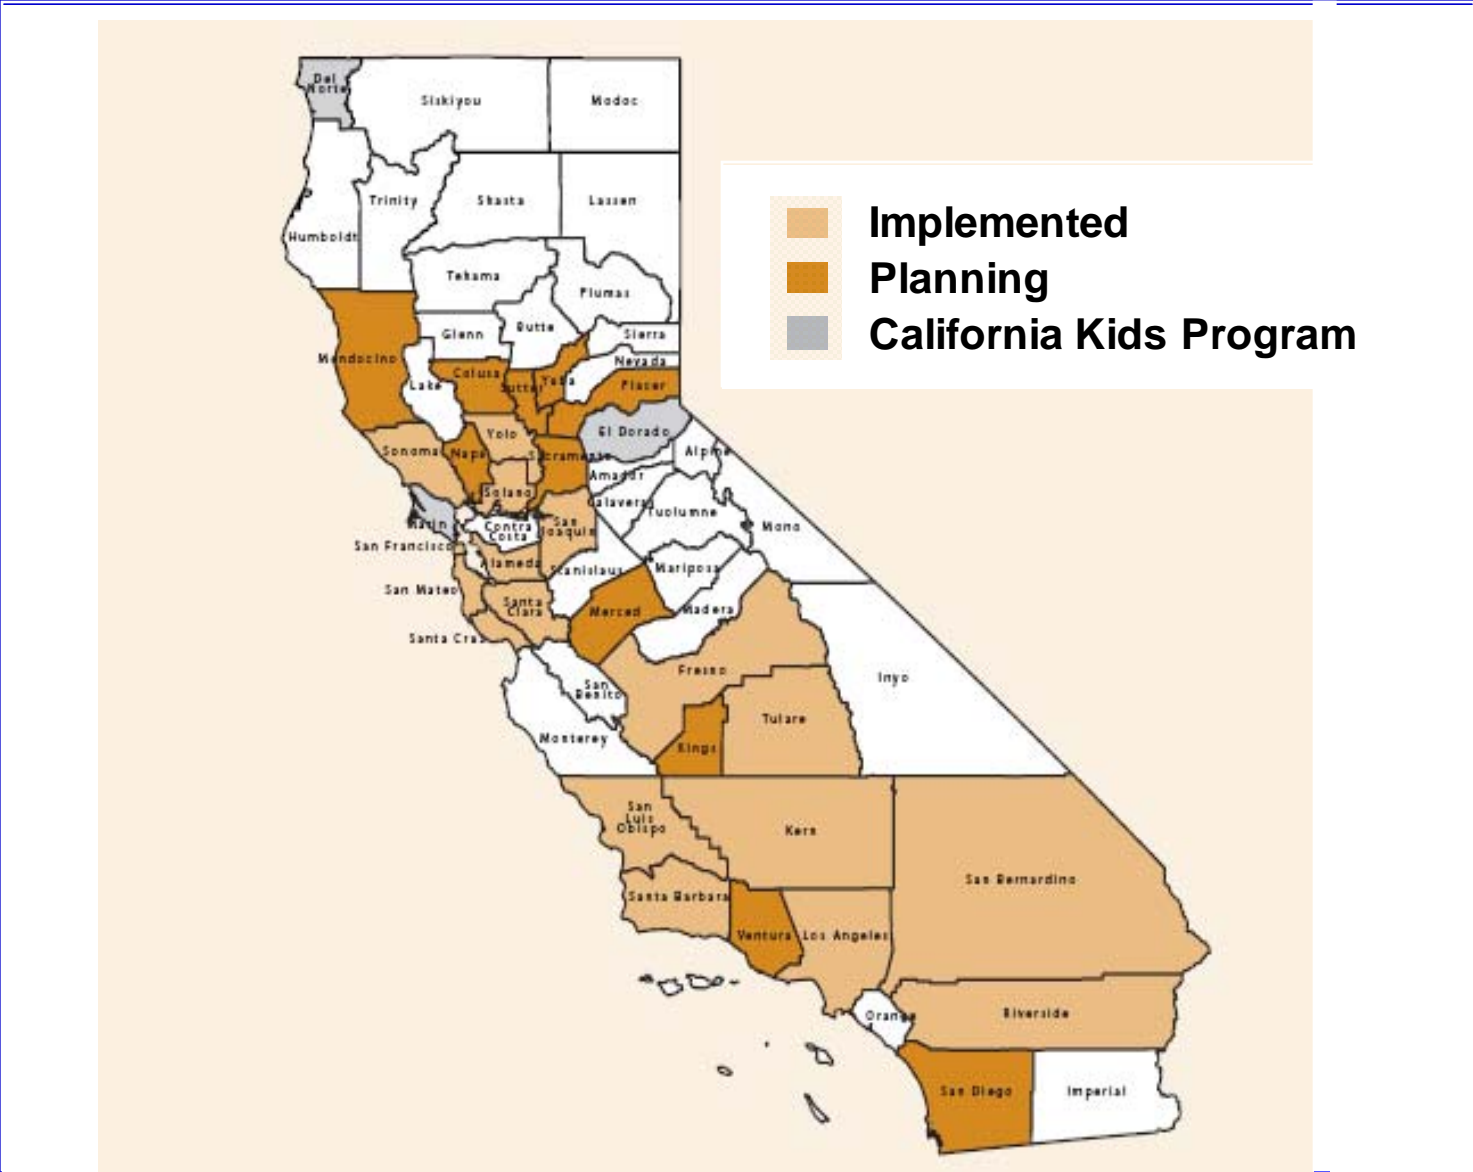 Del
Norte
Siskiyou
Modoc
Trinity
Shasta
Lassen
Humboldt
Tehama
Plumas
Glenn
Butte
Sierra
Nevada
Mendocino
Lake
Colusa
Sutter
Yuba
Placer
Sonoma
Napa
Yolo
Sacramento
El Dorado
Alpine
Amador
Solano
Calaveras
Tuolumne
Mono
Marin
Contra
Costa
San
Joaquin
San Francisco
Alameda
Stanislaus
Mariposa
San Mateo
Santa
Clara
Merced
Madera
Santa Cruz
Fresno
Inyo
San
Benito
Tulare
Monterey
Kings
San
Luis
Obispo
Kern
San Bernardino
Santa Barbara
Ventura
Los Angeles
Orange
Riverside
San Diego
Imperial
Implemented
Planning
California Kids Program